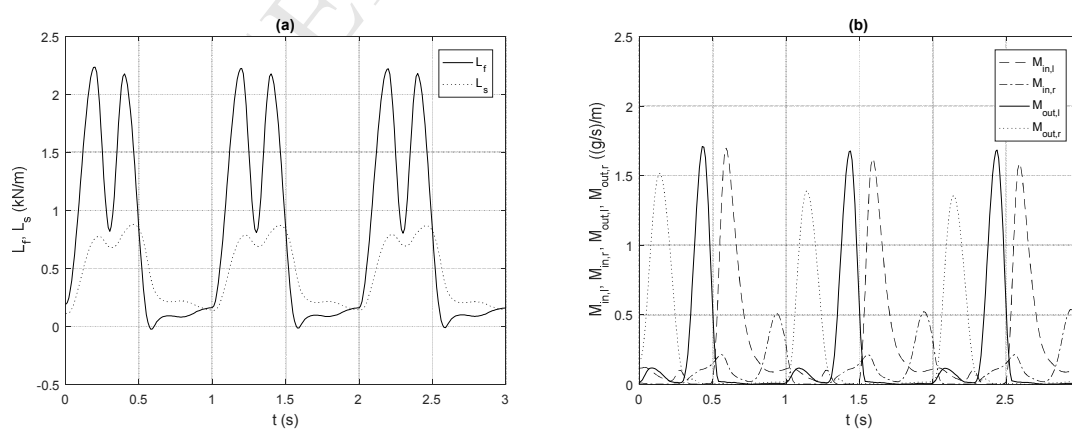 (a)
2.5
2
1.5
1
0.5
0
-0.5
0
0.5
1
1.5
2
2.5
3
t (s)
L_f, L_s (kN/m)
L_f
L_s
(b)
2.5
2
1.5
1
0.5
0
0
0.5
1
1.5
2
2.5
t (s)
M_in,l, M_in,r, M_out,l, M_out,r ((g/s)/m)
M_in,l
M_in,r
M_out,l
M_out,r